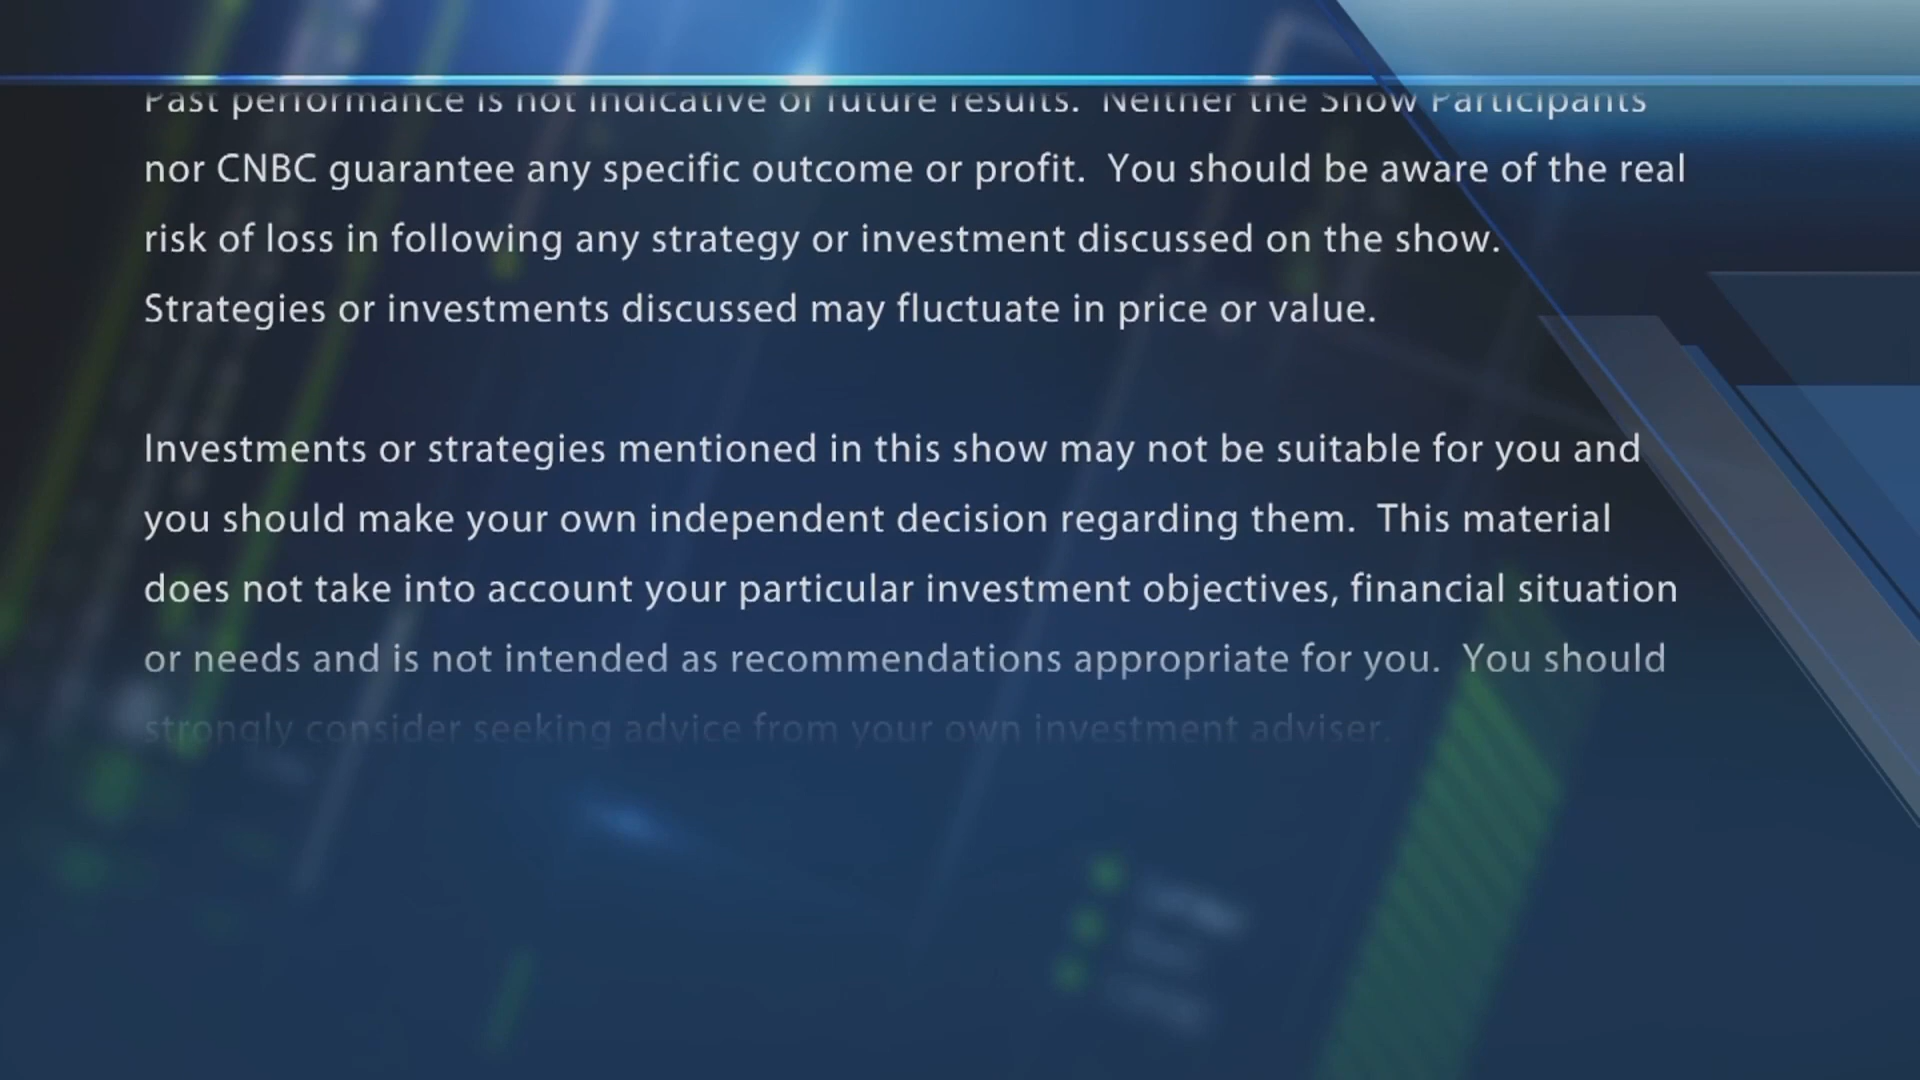 Past performance is not indicative of future results.  Neither the Show Participants
nor CNBC guarantee any specific outcome or profit.  You should be aware of the real
risk of loss in following any strategy or investment discussed on the show.
Strategies or investments discussed may fluctuate in price or value.
Investments or strategies mentioned in this show may not be suitable for you and
you should make your own independent decision regarding them.  This material
does not take into account your particular investment objectives, financial situation
or needs and is not intended as recommendations appropriate for you.  You should
strongly consider seeking advice from your own investment adviser.